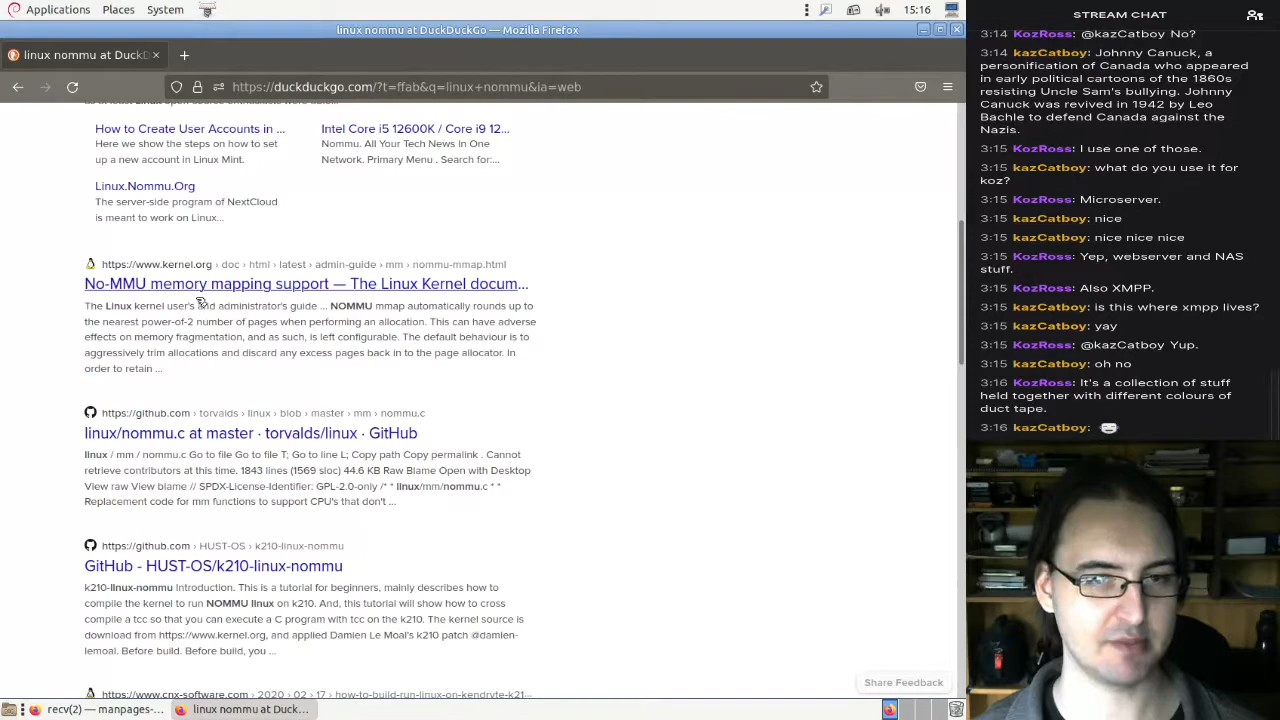 Applications Places System
15:16
linux nommu at DuckDuckGo — Mozilla Firefox
linux nommu at DuckD
https://duckduckgo.com/?t=ffab&q=linux+nommu&ia=web
How to Create User Accounts in ...
Here we show the steps on how to set
up a new account in Linux Mint.
Intel Core i5 12600K / Core i9 12...
Nommu. All Your Tech News In One
Network. Primary Menu . Search for:...
Linux.Nommu.Org
The server-side program of NextCloud
is meant to work on Linux...
https://www.kernel.org › doc › html › latest › admin-guide › mm › nommu-mmap.html
No-MMU memory mapping support — The Linux Kernel docum...
The Linux kernel user's and administrator's guide ... NOMMU mmap automatically rounds up to
the nearest power-of-2 number of pages when performing an allocation. This can have adverse
effects on memory fragmentation, and as such, is left configurable. The default behaviour is to
aggressively trim allocations and discard any excess pages back in to the page allocator. In
order to retain ...
https://github.com › torvalds › linux › blob › master › mm › nommu.c
linux/nommu.c at master · torvalds/linux · GitHub
linux / mm / nommu.c Go to file Go to file T; Go to line L; Copy path Copy permalink . Cannot
retrieve contributors at this time. 1843 lines (1569 sloc) 44.6 KB Raw Blame Open with Desktop
View raw View blame // SPDX-License-Identifier: GPL-2.0-only /* * linux/mm/nommu.c * *
Replacement code for mm functions to support CPU's that don't ...
https://github.com › HUST-OS › k210-linux-nommu
GitHub - HUST-OS/k210-linux-nommu
k210-linux-nommu Introduction. This is a tutorial for beginners, mainly describes how to
compile the kernel to run NOMMU linux on k210. And, this tutorial will show how to cross
compile a tcc so that you can execute a C program with tcc on the k210. The kernel source is
download from https://www.kernel.org, and applied Damien Le Moal's k210 patch @damien-
lemoal. Before build. Before build, you ...
https://www.cnx-software.com › 2020 › 02 › 17 › how-to-build-run-linux-on-kendryte-k21...
Share Feedback
recv(2) — manpages-...
linux nommu at Duck...
STREAM CHAT
3:14 KozRoss: @kazCatboy No?
3:14 kazCatboy: Johnny Canuck, a
personification of Canada who appeared
in early political cartoons of the 1860s
resisting Uncle Sam's bullying. Johnny
Canuck was revived in 1942 by Leo
Bachle to defend Canada against the
Nazis.
3:15 KozRoss: I use one of those.
3:15 kazCatboy: what do you use it for
koz?
3:15 KozRoss: Microserver.
3:15 kazCatboy: nice
3:15 kazCatboy: nice nice nice
3:15 KozRoss: Yep, webserver and NAS
stuff.
3:15 KozRoss: Also XMPP.
3:15 kazCatboy: is this where xmpp lives?
3:15 kazCatboy: yay
3:15 KozRoss: @kazCatboy Yup.
3:15 kazCatboy: oh no
3:16 KozRoss: It's a collection of stuff
held together with different colours of
duct tape.
3:16 kazCatboy: